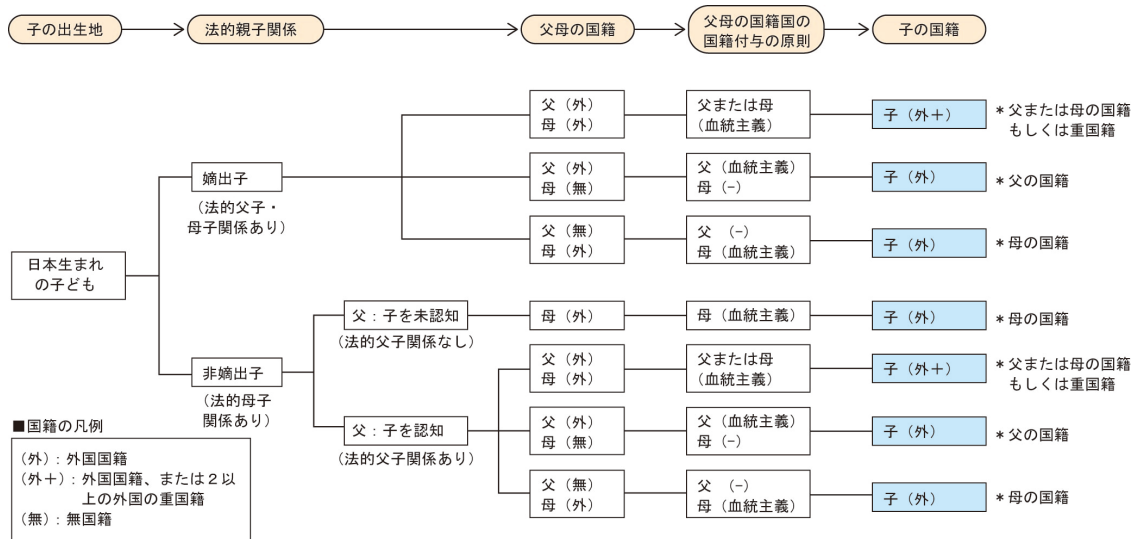 子の出生地
法的親子関係
父母の国籍
父母の国籍国の
国籍付与の原則
子の国籍
日本生まれ
の子ども
嫡出子
(法的父子・
母子関係あり)
父(外)
母(外)
父または母
(血統主義)
子(外+)
*父または母の国籍
もしくは重国籍
父(外)
母(無)
父(血統主義)
母(-)
子(外)
*父の国籍
父(無)
母(外)
父 (-)
母(血統主義)
子(外)
*母の国籍
非嫡出子
(法的母子
関係あり)
父:子を未認知
(法的父子関係なし)
母(外)
母(血統主義)
子(外)
*母の国籍
父:子を認知
(法的父子関係あり)
父(外)
母(外)
父または母
(血統主義)
子(外+)
*父または母の国籍
もしくは重国籍
父(外)
母(無)
父(血統主義)
母(-)
子(外)
*父の国籍
父(無)
母(外)
父 (-)
母(血統主義)
子(外)
*母の国籍
■国籍の凡例
(外):外国国籍
(外+):外国国籍、または2以
上の外国の重国籍
(無):無国籍